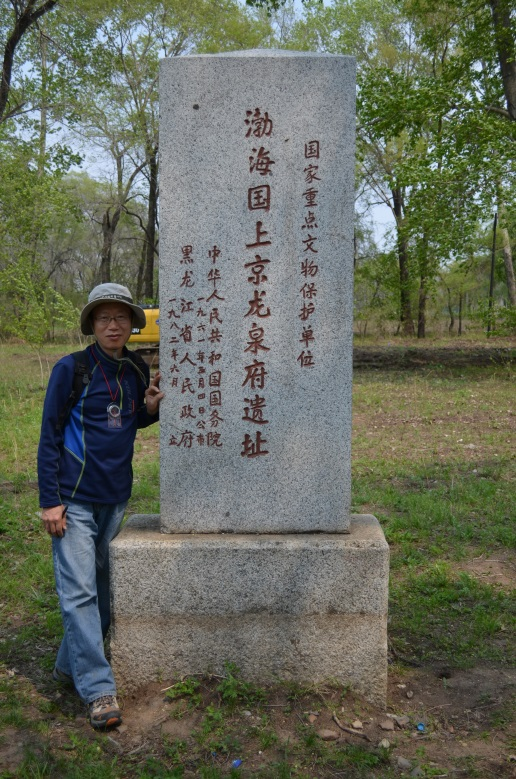 国家重点文物保护单位
渤海国上京龙泉府遗址
中华人民共和国国务院
一九六一年三月四日公布
黑龙江省人民政府 立
一九八二年六月